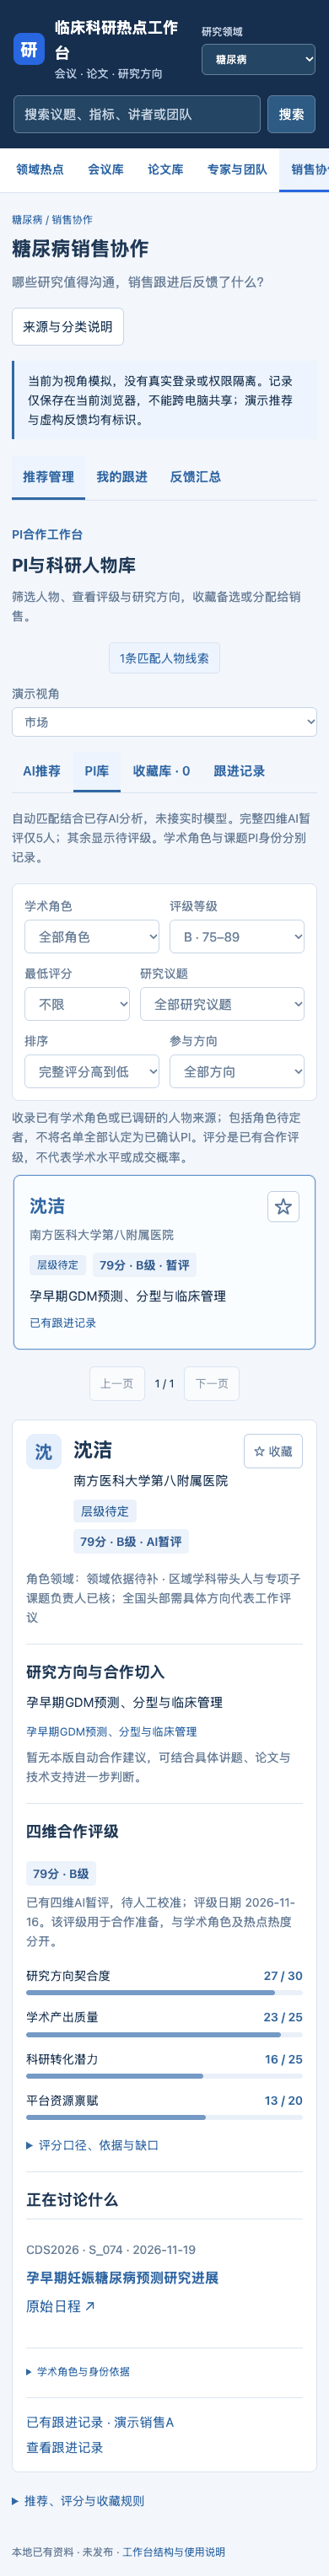 研
临床科研热点工作
台
会议 · 论文 · 研究方向
研究领域
糖尿病
搜索议题、指标、讲者或团队
搜索
领域热点
会议库
论文库
专家与团队
销售协
糖尿病 / 销售协作
糖尿病销售协作
哪些研究值得沟通，销售跟进后反馈了什么？
来源与分类说明
当前为视角模拟，没有真实登录或权限隔离。记录
仅保存在当前浏览器，不能跨电脑共享；演示推荐
与虚构反馈均有标识。
推荐管理
我的跟进
反馈汇总
PI合作工作台
PI与科研人物库
筛选人物、查看评级与研究方向，收藏备选或分配给销
售。
1条匹配人物线索
演示视角
市场
AI推荐
PI库
收藏库 · 0
跟进记录
自动匹配结合已存AI分析，未接实时模型。完整四维AI暂
评仅5人；其余显示待评级。学术角色与课题PI身份分别
记录。
学术角色
评级等级
全部角色
B · 75–89
最低评分
研究议题
不限
全部研究议题
排序
参与方向
完整评分高到低
全部方向
收录已有学术角色或已调研的人物来源；包括角色待定
者，不将名单全部认定为已确认PI。评分是已有合作评
级，不代表学术水平或成交概率。
沈洁
南方医科大学第八附属医院
层级待定
79分 · B级 · 暂评
孕早期GDM预测、分型与临床管理
已有跟进记录
上一页
1 / 1
下一页
沈
沈洁
☆ 收藏
南方医科大学第八附属医院
层级待定
79分 · B级 · AI暂评
角色领域：领域依据待补 · 区域学科带头人与专项子
课题负责人已核；全国头部需具体方向代表工作评
议
研究方向与合作切入
孕早期GDM预测、分型与临床管理
孕早期GDM预测、分型与临床管理
暂无本版自动合作建议，可结合具体讲题、论文与
技术支持进一步判断。
四维合作评级
79分 · B级
已有四维AI暂评，待人工校准；评级日期 2026-11-
16。该评级用于合作准备，与学术角色及热点热度
分开。
研究方向契合度
27 / 30
学术产出质量
23 / 25
科研转化潜力
16 / 25
平台资源禀赋
13 / 20
▶ 评分口径、依据与缺口
正在讨论什么
CDS2026 · S_074 · 2026-11-19
孕早期妊娠糖尿病预测研究进展
原始日程 ↗
▶ 学术角色与身份依据
已有跟进记录 · 演示销售A
查看跟进记录
▶ 推荐、评分与收藏规则
本地已有资料 · 未发布 · 工作台结构与使用说明